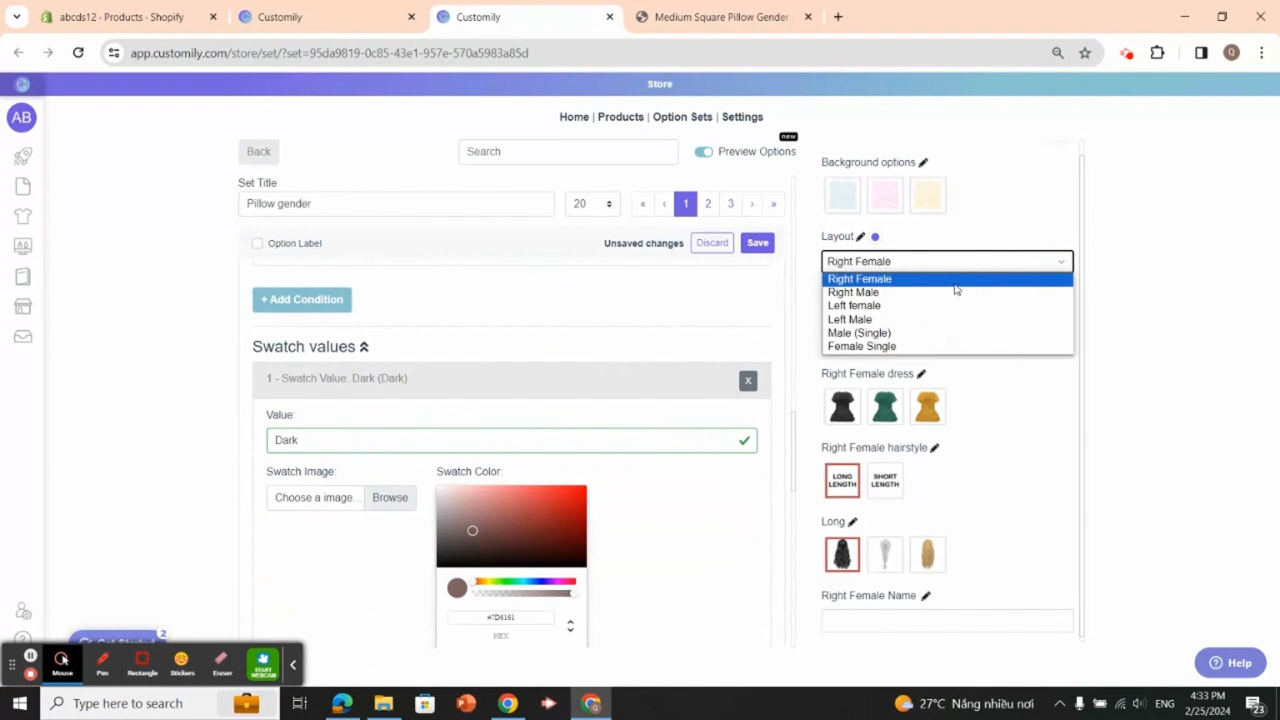 abcds12 · Products · Shopify
Customily
Customily
Medium Square Pillow Gender
app.customily.com/store/set/?set=95da9819-0c85-43e1-957e-570a5983a85d
Q
Store
AB
Home | Products | Option Sets | Settings
Back
Search
new
Preview Options
Set Title
Pillow gender
20
« ‹ 1 2 3 › »
Option Label
Unsaved changes
Discard
Save
+ Add Condition
Swatch values
1 - Swatch Value: Dark (Dark)
X
Value:
Dark
Swatch Image:
Swatch Color:
Choose a image...
Browse
#7D6161
HEX
Background options
Layout
Right Female
Right Female
Right Male
Left female
Left Male
Male (Single)
Female Single
Right Female dress
Right Female hairstyle
LONG LENGTH
SHORT LENGTH
Long
Right Female Name
2
Mouse
Pen
Rectangle
Stickers
Eraser
START WEBCAM
Help
Type here to search
27°C Nắng nhiều nơi
ENG
4:33 PM
2/25/2024
23